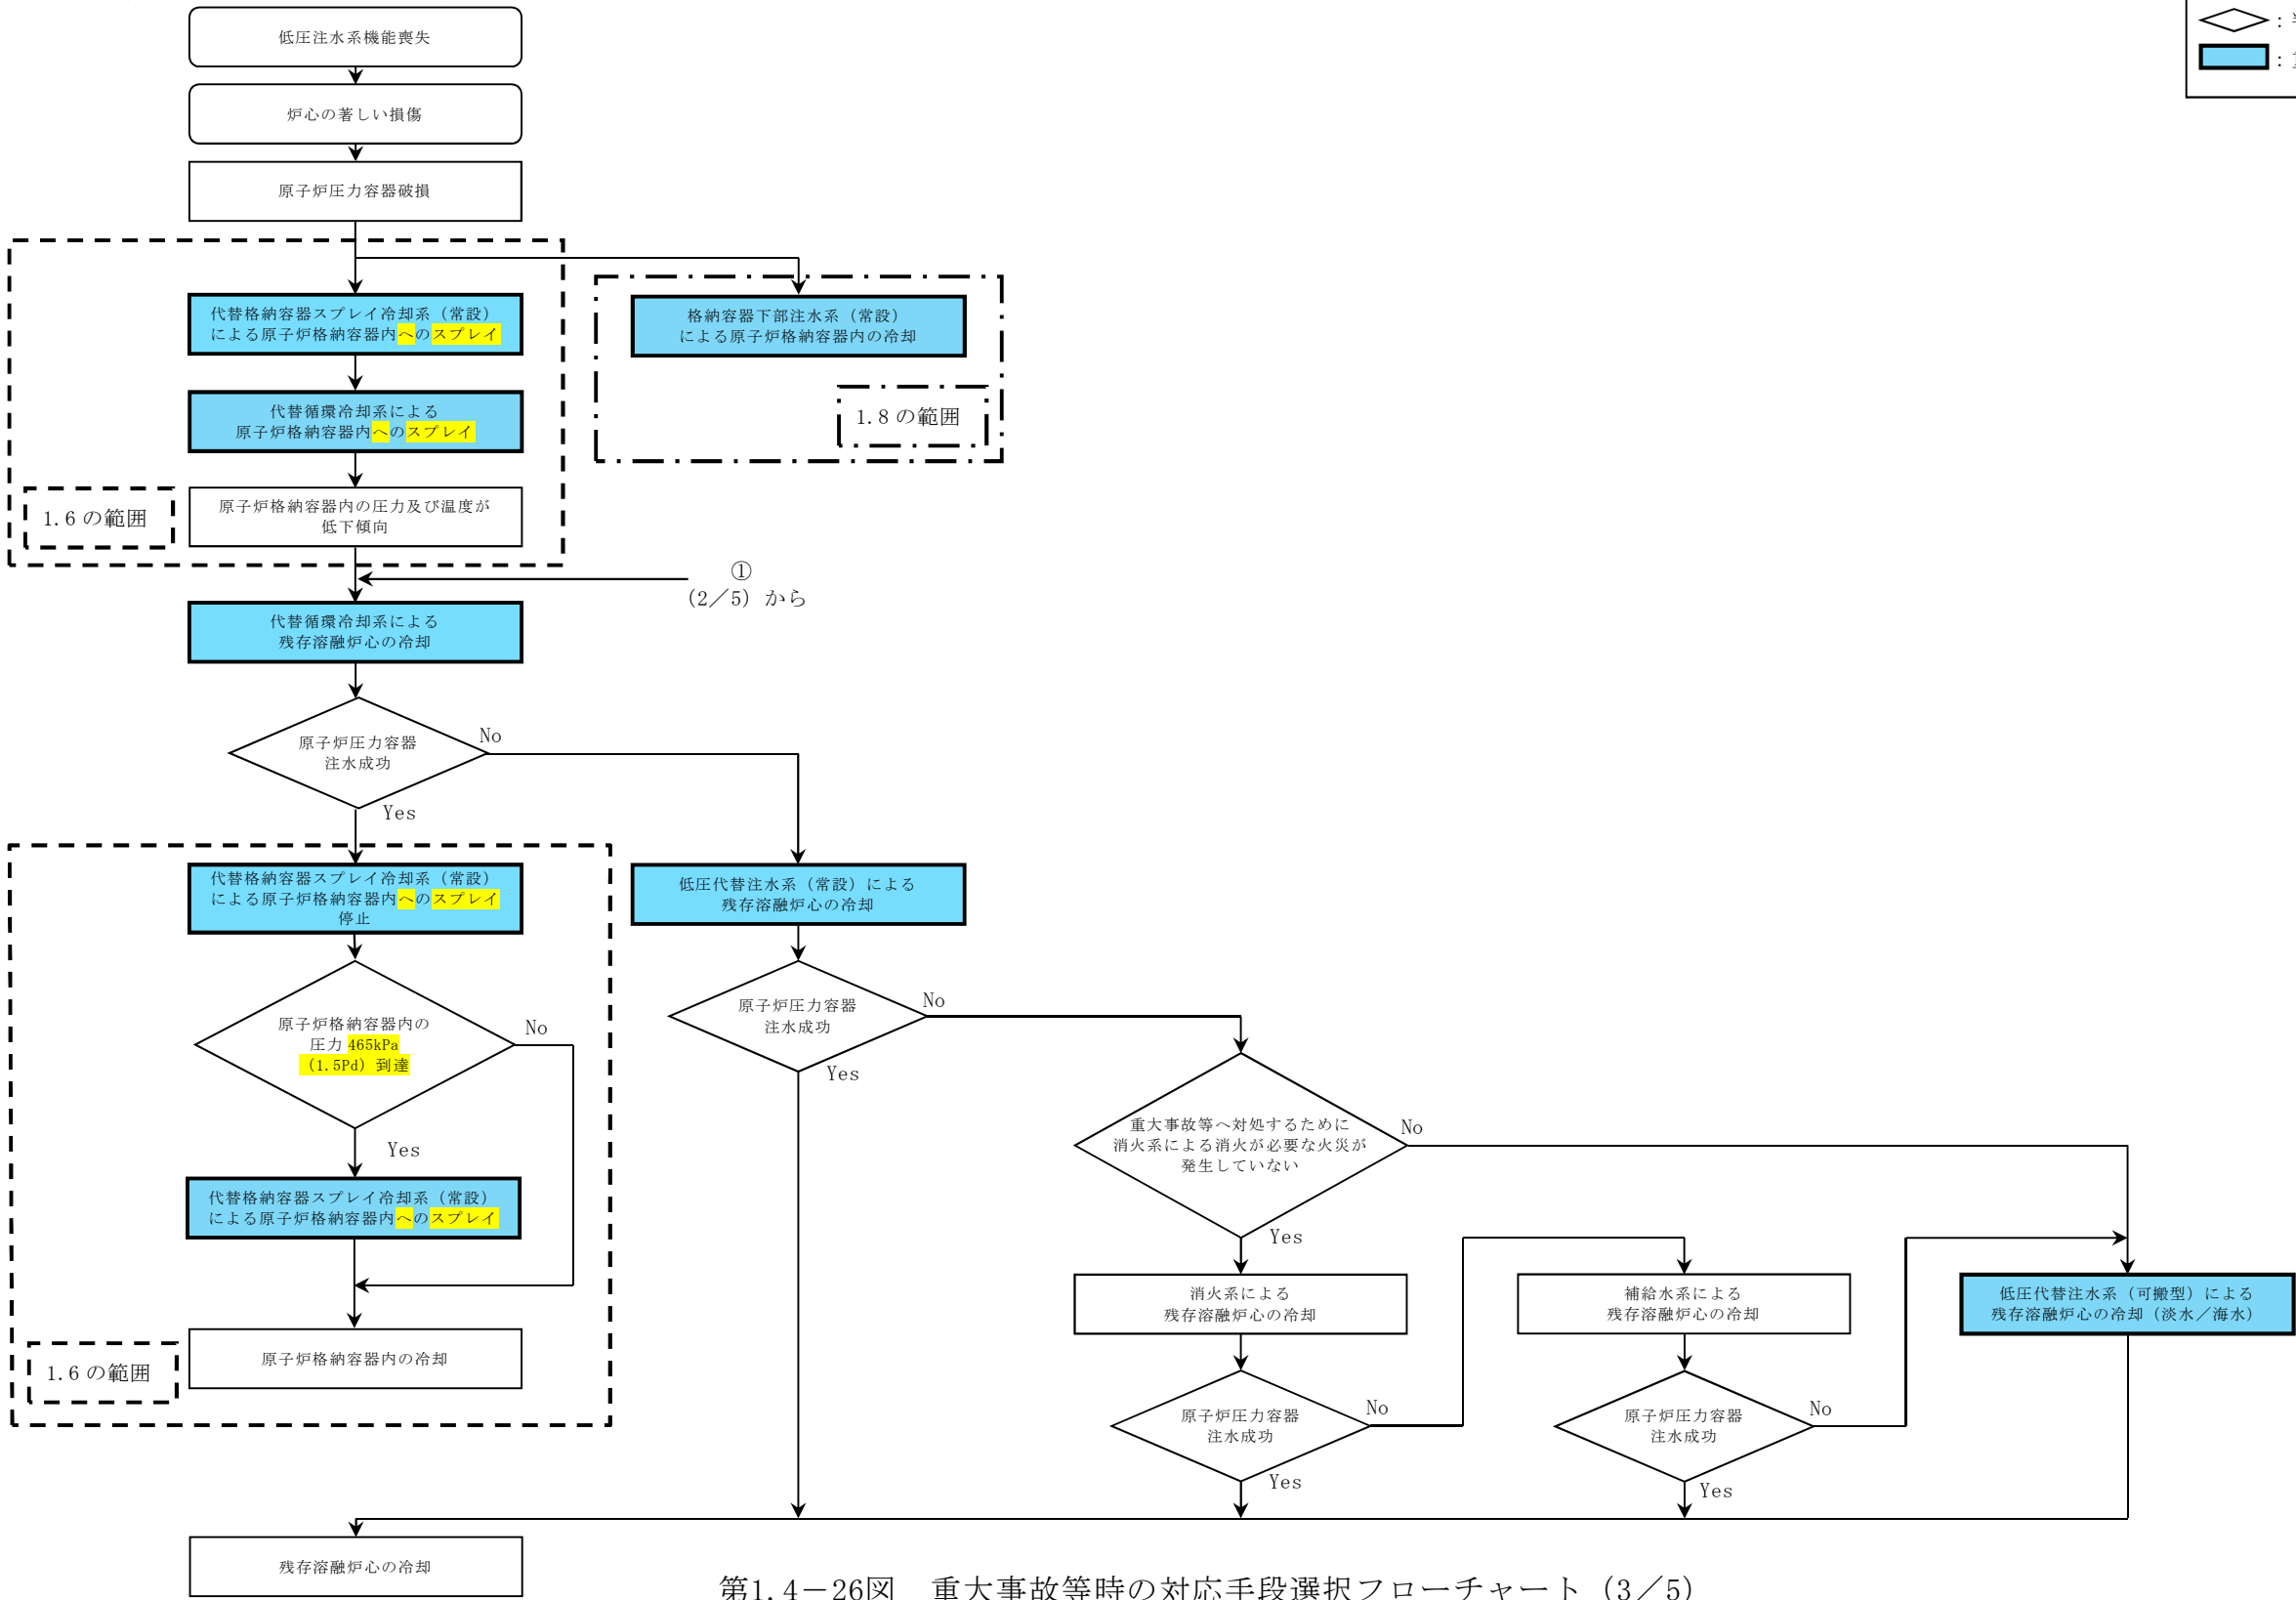 低圧注水系機能喪失
炉心の著しい損傷
原子炉圧力容器破損
代替格納容器スプレイ冷却系（常設）
による原子炉格納容器内へのスプレイ
代替循環冷却系による
原子炉格納容器内へのスプレイ
原子炉格納容器内の圧力及び温度が
低下傾向
1.6の範囲
格納容器下部注水系（常設）
による原子炉格納容器内の冷却
1.8の範囲
①
（2／5）から
代替循環冷却系による
残存溶融炉心の冷却
原子炉圧力容器
注水成功
No
Yes
代替格納容器スプレイ冷却系（常設）
による原子炉格納容器内へのスプレイ
停止
原子炉格納容器内の
圧力 465kPa
（1.5Pd）到達
No
Yes
代替格納容器スプレイ冷却系（常設）
による原子炉格納容器内へのスプレイ
原子炉格納容器内の冷却
1.6の範囲
低圧代替注水系（常設）による
残存溶融炉心の冷却
原子炉圧力容器
注水成功
No
Yes
重大事故等へ対処するために
消火系による消火が必要な火災が
発生していない
No
Yes
消火系による
残存溶融炉心の冷却
原子炉圧力容器
注水成功
No
Yes
補給水系による
残存溶融炉心の冷却
原子炉圧力容器
注水成功
No
Yes
低圧代替注水系（可搬型）による
残存溶融炉心の冷却（淡水／海水）
残存溶融炉心の冷却
第1.4－26図　重大事故等時の対応手段選択フローチャート（3／5）